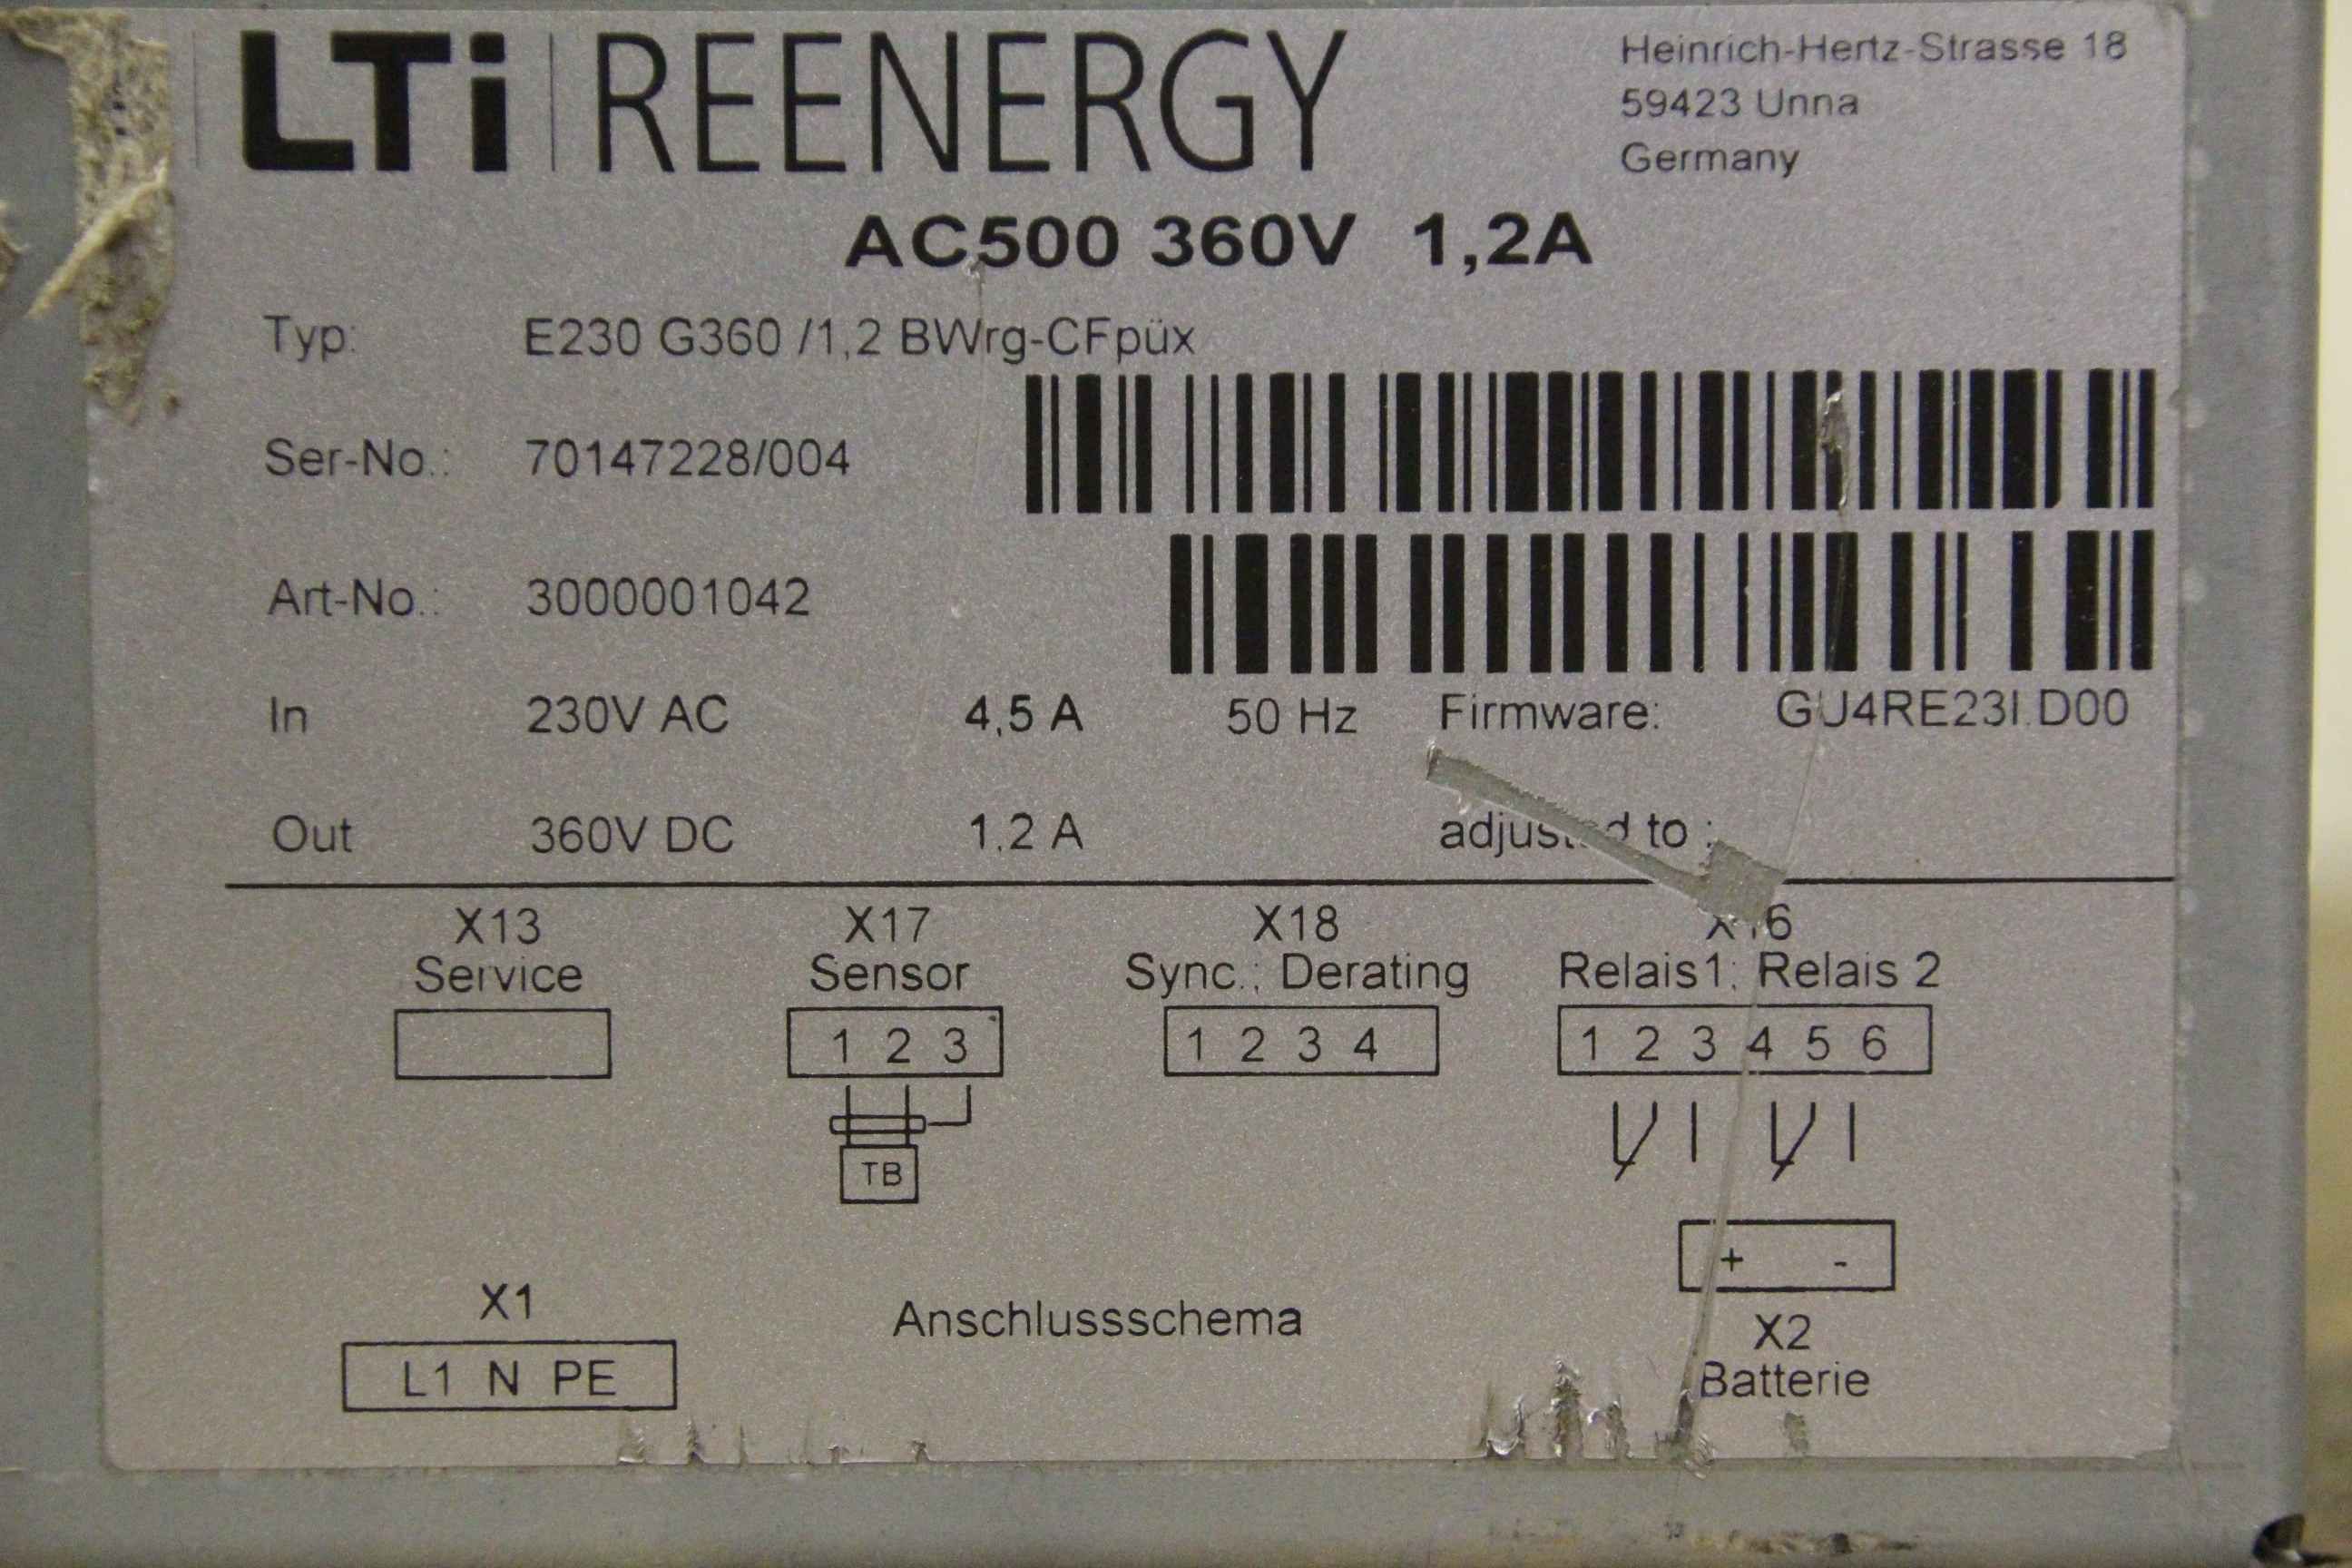 LTi REENERGY
Heinrich-Hertz-Strasse 18
59423 Unna
Germany
AC500 360V 1,2A
Typ: E230 G360 /1,2 BWrg-CFpüx
Ser-No.: 70147228/004
Art-No.: 3000001042
In 230V AC 4,5 A 50 Hz Firmware: GU4RE23I.D00
Out 360V DC 1,2 A adjusted to :
X13 X17 X18 X16
Service Sensor Sync.; Derating Relais1; Relais 2
1 2 3 1 2 3 4 1 2 3 4 5 6
TB
+ -
X1 Anschlussschema X2
L1 N PE Batterie